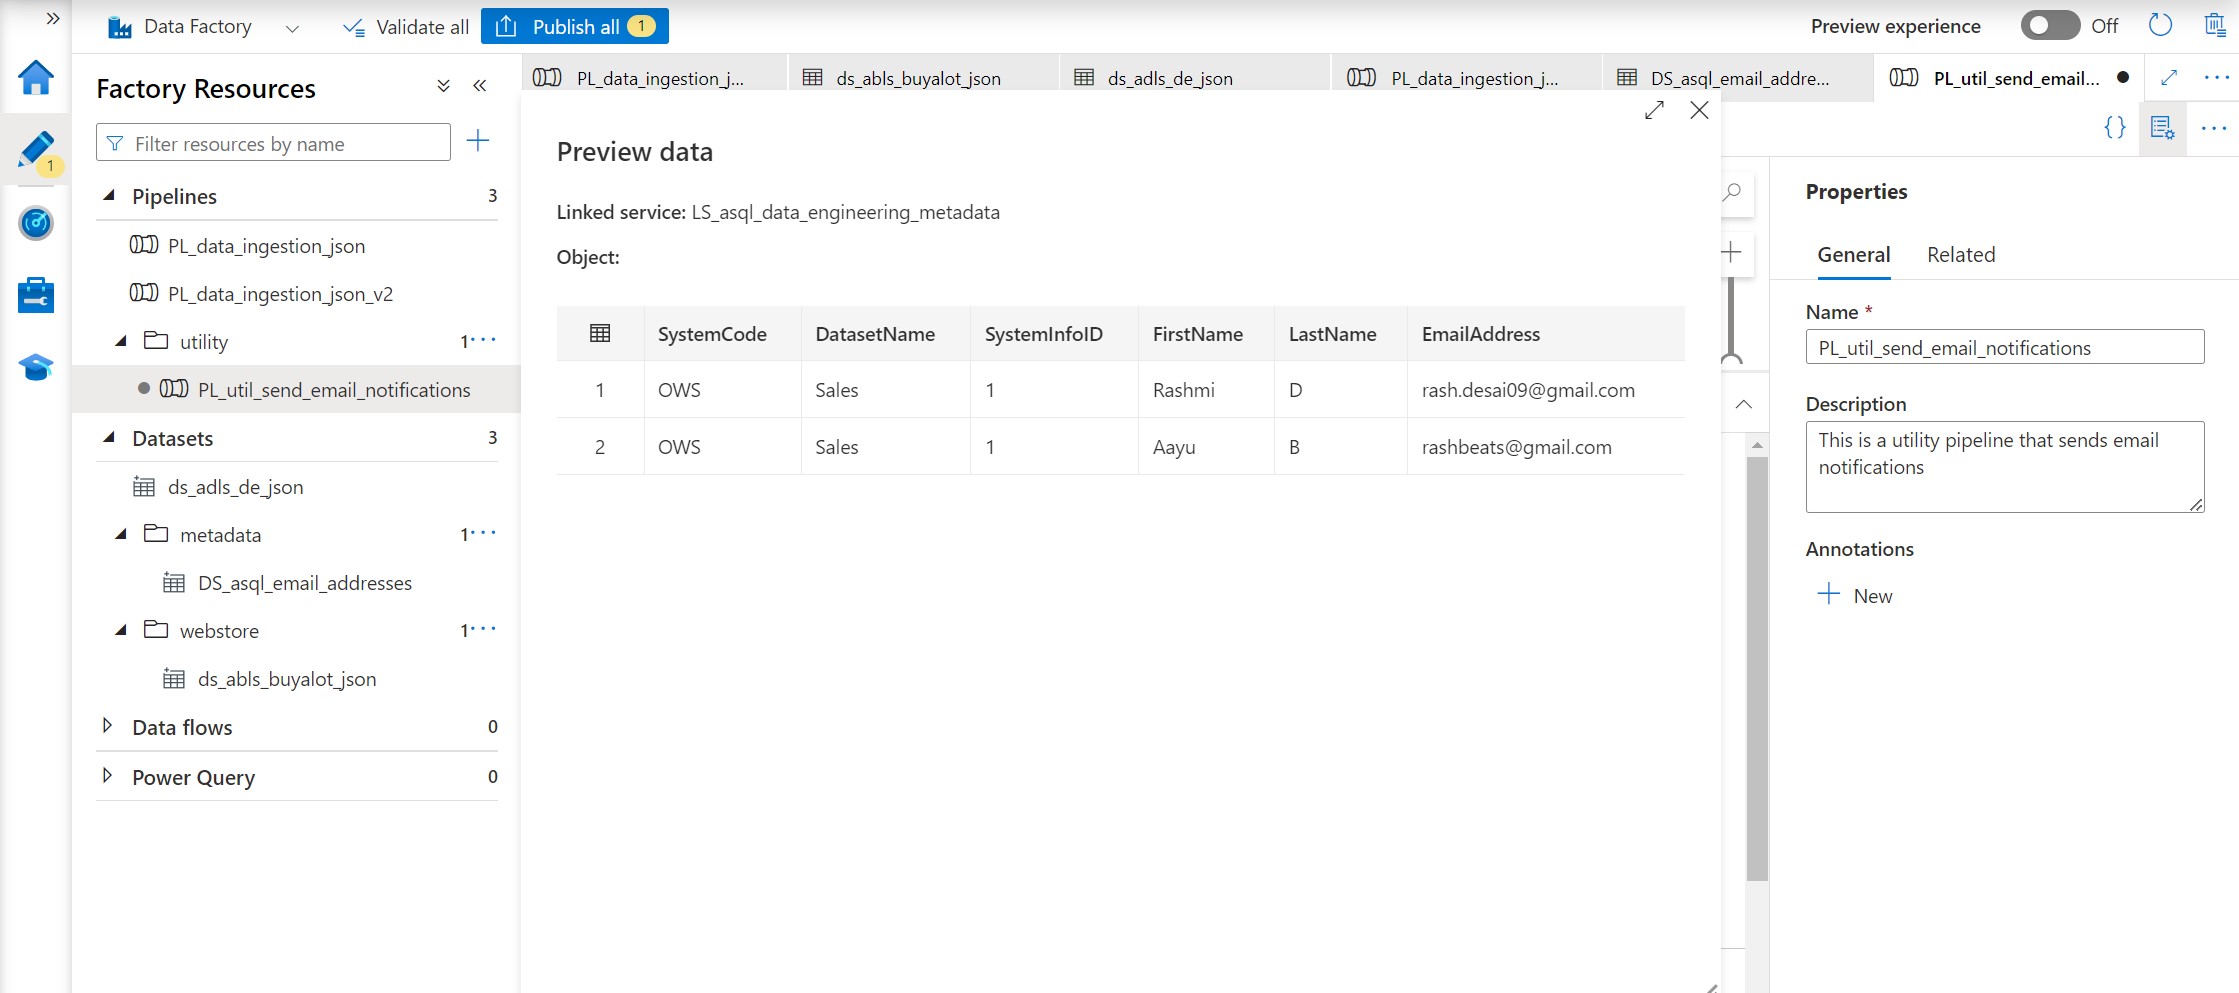 Data Factory Validate all Publish all 1 Preview experience Off
Factory Resources
Filter resources by name
1
Pipelines 3
PL_data_ingestion_json
PL_data_ingestion_json_v2
utility 1
PL_util_send_email_notifications
Datasets 3
ds_adls_de_json
metadata 1
DS_asql_email_addresses
webstore 1
ds_abls_buyalot_json
Data flows 0
Power Query 0
PL_data_ingestion_j... ds_abls_buyalot_json ds_adls_de_json PL_data_ingestion_j... DS_asql_email_addre... PL_util_send_email...
Preview data
Linked service: LS_asql_data_engineering_metadata
Object:
SystemCode DatasetName SystemInfoID FirstName LastName EmailAddress
1 OWS Sales 1 Rashmi D rash.desai09@gmail.com
2 OWS Sales 1 Aayu B rashbeats@gmail.com
Properties
General Related
Name *
PL_util_send_email_notifications
Description
This is a utility pipeline that sends email
notifications
Annotations
New